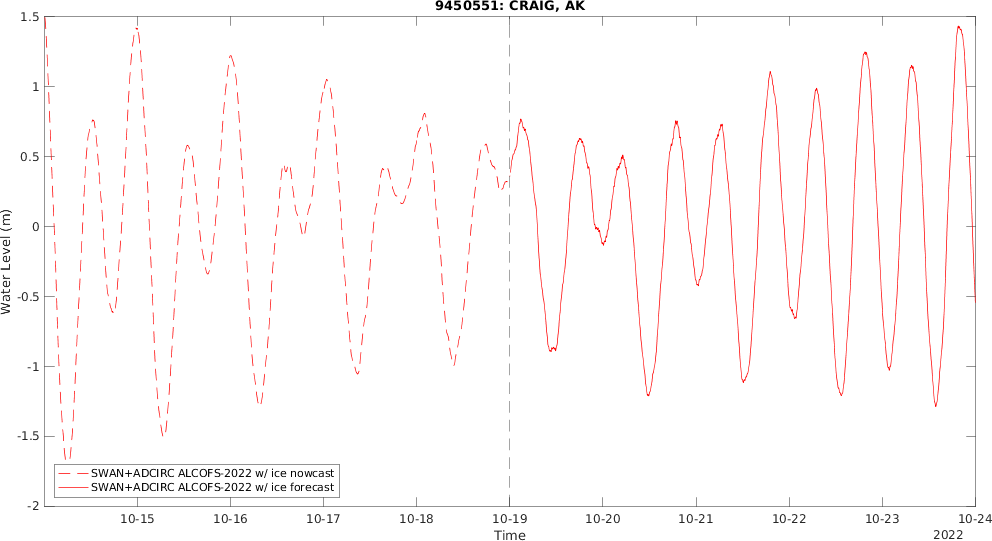 9450551: CRAIG, AK
1.5
1
0.5
0
-0.5
-1
-1.5
-2
Water Level (m)
SWAN+ADCIRC ALCOFS-2022 w/ ice nowcast
SWAN+ADCIRC ALCOFS-2022 w/ ice forecast
10-15 10-16 10-17 10-18 10-19 10-20 10-21 10-22 10-23 10-24
Time
2022